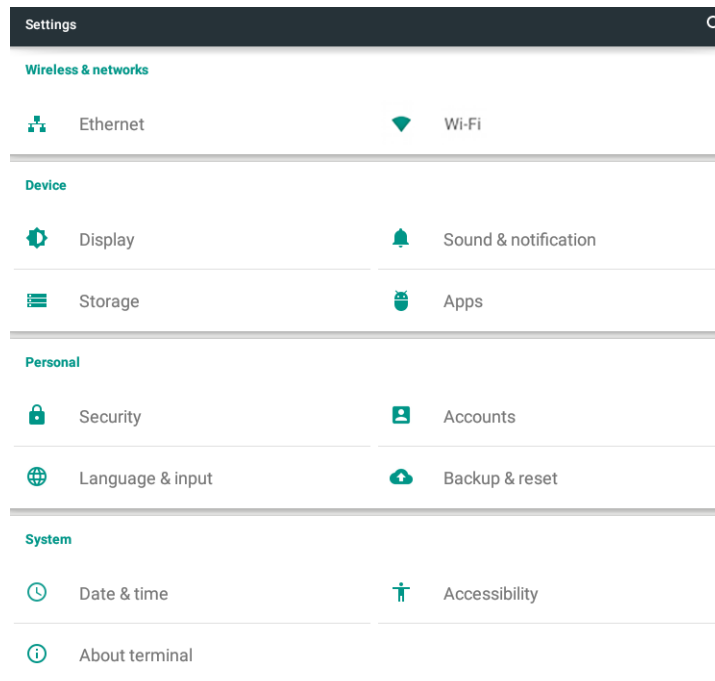 Settings
Wireless & networks
Ethernet
Wi-Fi
Device
Display
Sound & notification
Storage
Apps
Personal
Security
Accounts
Language & input
Backup & reset
System
Date & time
Accessibility
About terminal